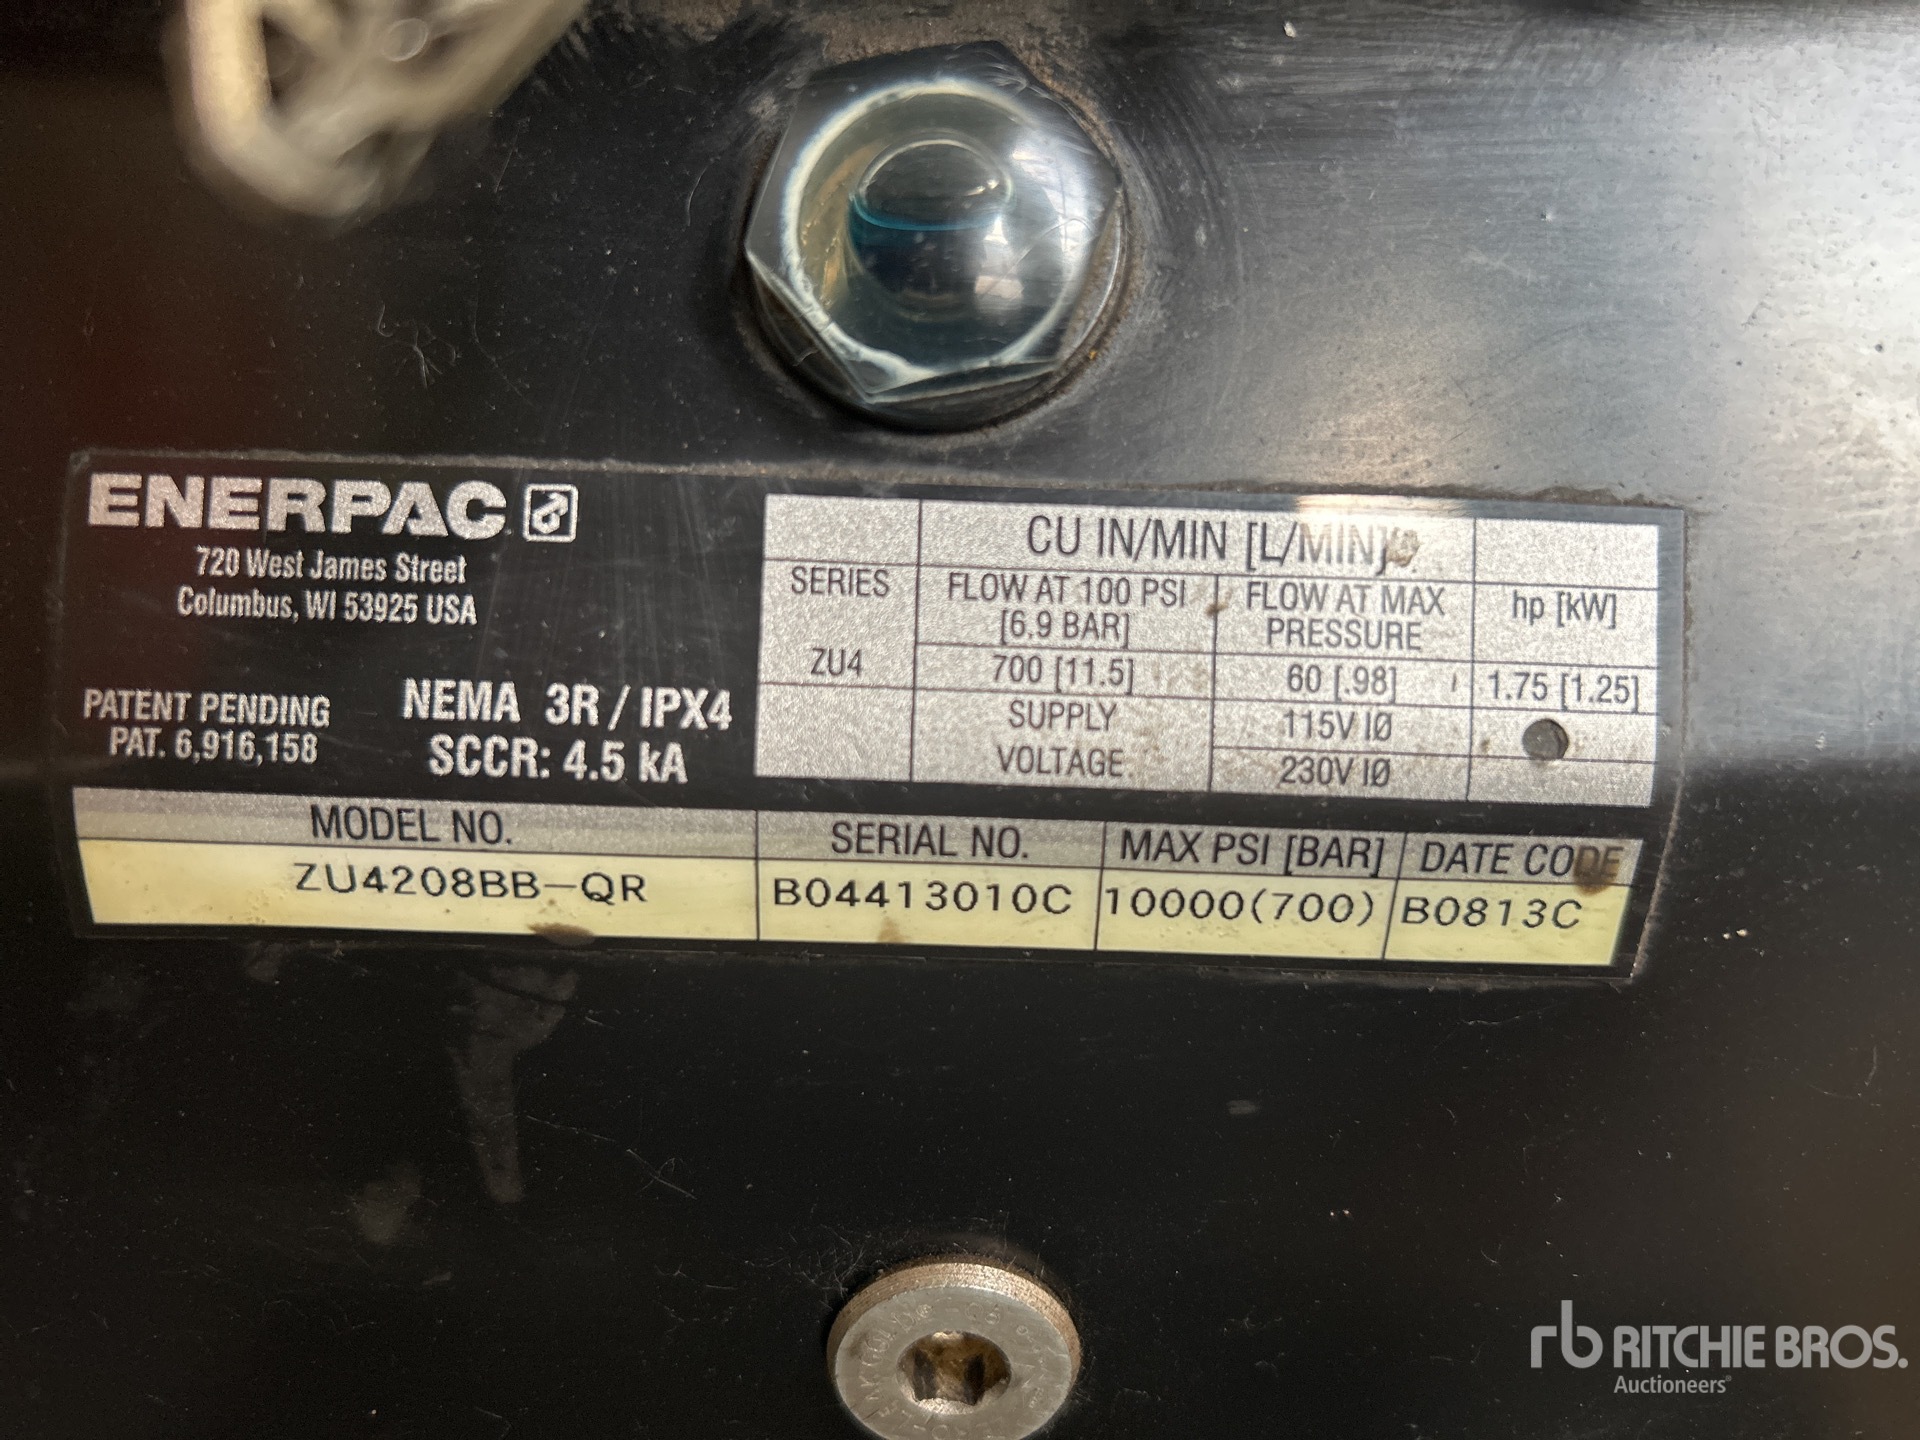 ENERPAC
720 West James Street
Columbus, WI 53925 USA
PATENT PENDING
PAT. 6,916,158
NEMA 3R / IPX4
SCCR: 4.5 kA
CU IN/MIN [L/MIN]
SERIES
FLOW AT 100 PSI
[6.9 BAR]
FLOW AT MAX
PRESSURE
hp [kW]
ZU4
700 [11.5]
60 [.98]
1.75 [1.25]
SUPPLY
VOLTAGE
115V 1Ø
230V 1Ø
MODEL NO.
SERIAL NO.
MAX PSI [BAR]
DATE CODE
ZU4208BB-QR
B04413010C
10000(700)
B0813C
rb RITCHIE BROS.
Auctioneers